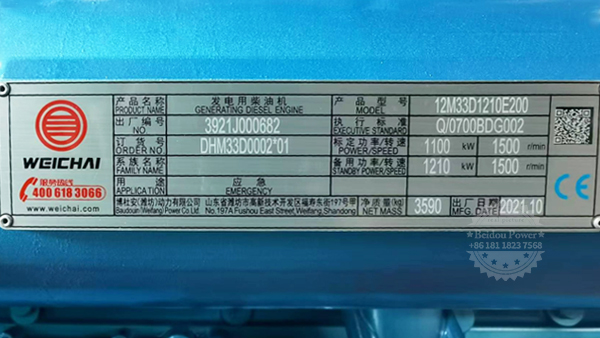 WEICHAI
服务热线
400 618 3066
www.weichai.com
产品名称 发电用柴油机 产品型号 12M33D1210E200
PRODUCT NAME GENERATING DIESEL ENGINE
出厂编号 3921J000682 执行标准 Q/0700BDG002
NO. EXECUTIVE STANDARD
订货号 DHM33D0002*01 标定功率/转速 1100 kW 1500 r/min
ORDER NO. POWER/SPEED
系族名称 备用功率/转速 1210 kW 1500 r/min
FAMILY NAME STANDBY POWER/SPEED
用途 应急
APPLICATION EMERGENCY
博杜安(潍坊)动力有限公司 山东省潍坊市高新技术开发区福寿东街197号甲 净质量(kg) 3590 出厂日期 2021.10
Baudouin (Weifang) Power Co.,Ltd. No.197A Fushou East Street,Weifang,Shandong NET MASS MFG. DATE
CE
Beidou Power
+86 181 1823 7568